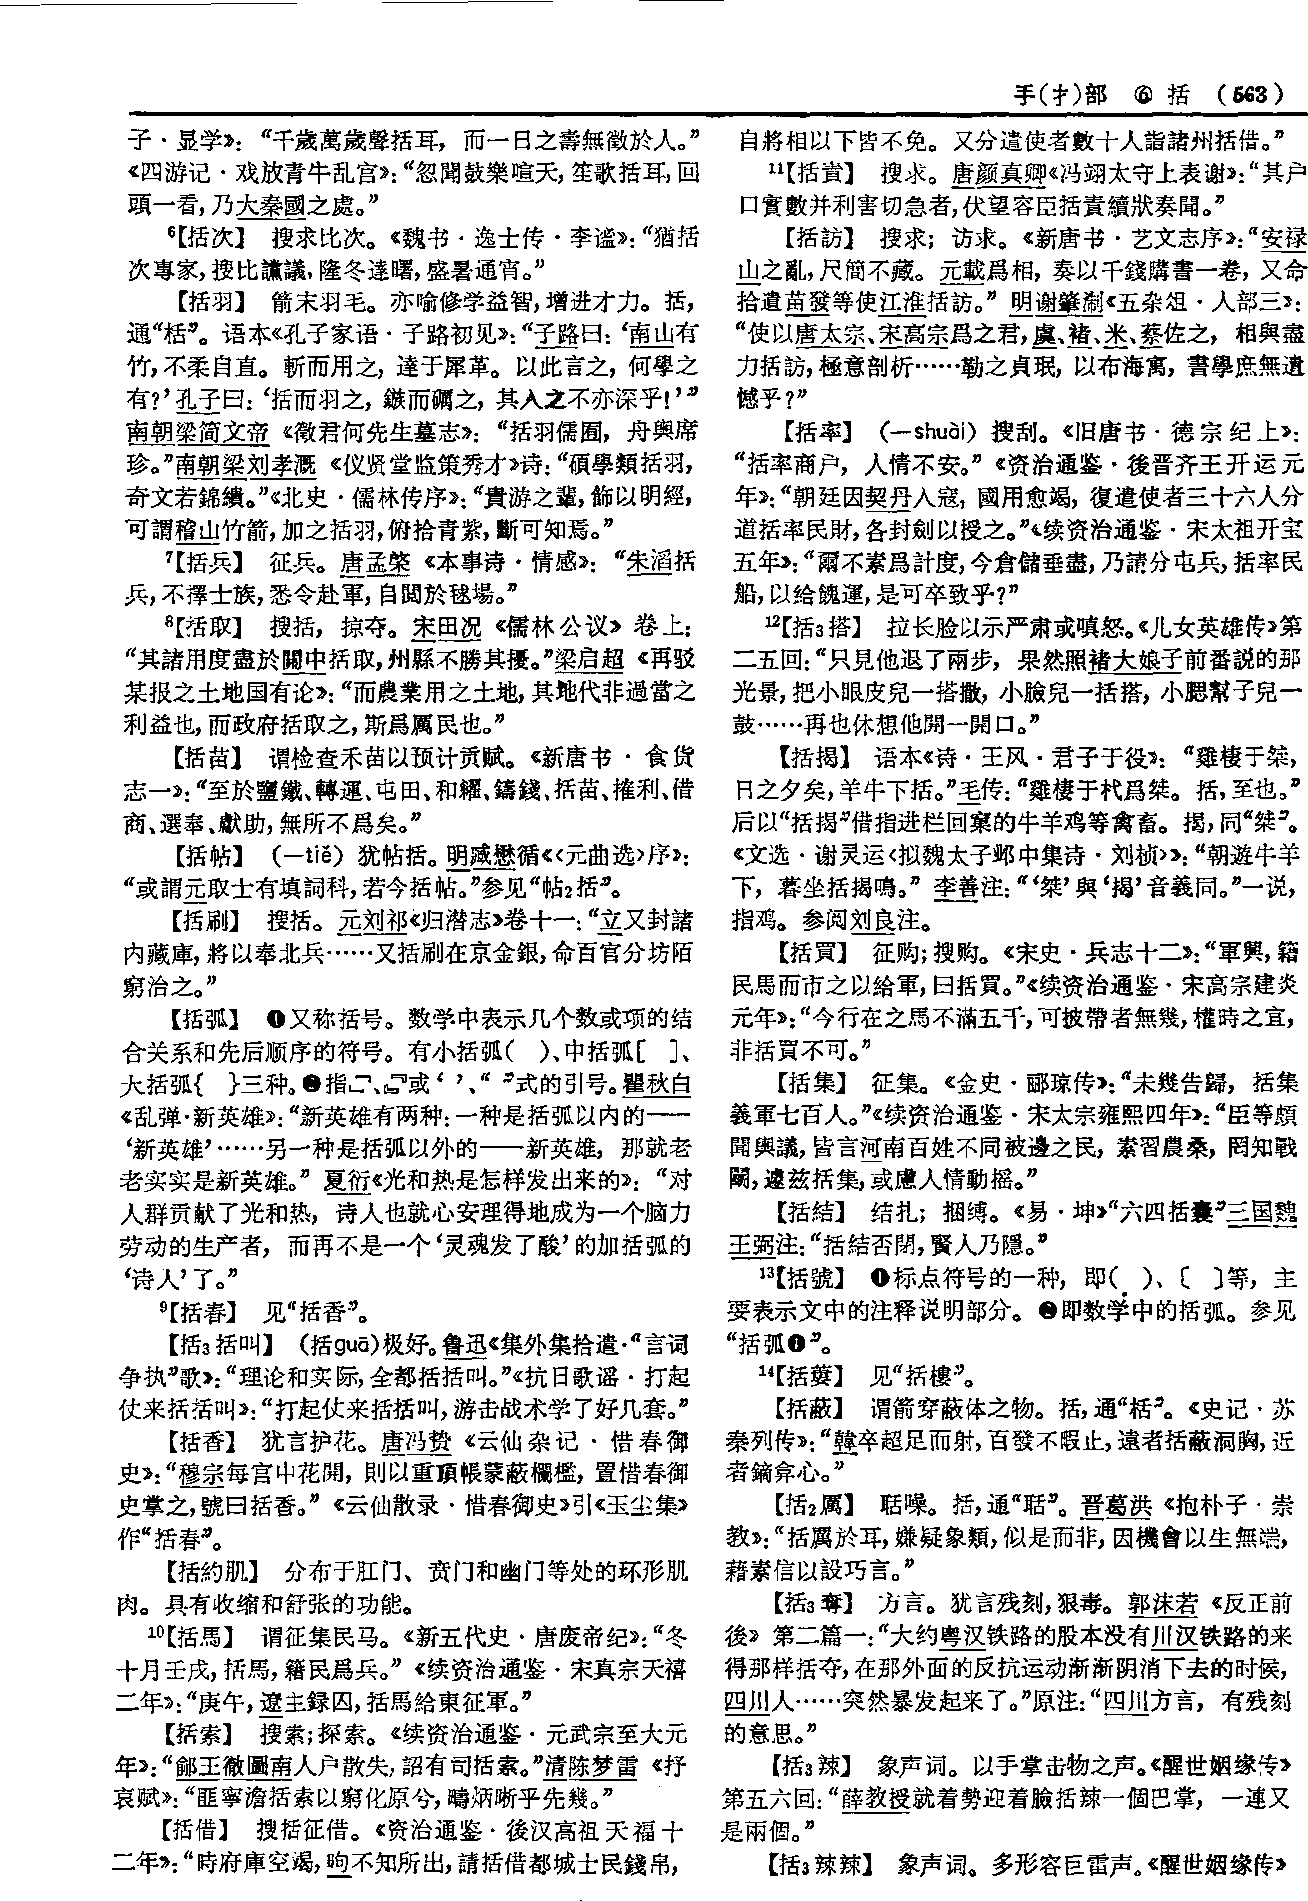 手(扌)部 ⑥ 括 (563)
子·显学》：“千歲萬歲聲括耳，而一日之壽無徵於人。”
《四游记·戏放青牛乱宫》：“忽聞鼓樂喧天，笙歌括耳，回
頭一看，乃大秦國之處。”
⁶【括次】 搜求比次。《魏书·逸士传·李谧》：“猶括
次專家，搜比讜議，隆冬達曙，盛暑通宵。”
【括羽】 箭末羽毛。亦喻修学益智，增进才力。括，
通“栝”。语本《孔子家语·子路初见》：“子路曰：‘南山有
竹，不柔自直。斬而用之，達于犀革。以此言之，何學之
有？’孔子曰：‘括而羽之，鏃而礪之，其入之不亦深乎！’”
南朝梁简文帝《徵君何先生墓志》：“括羽儒囿，舟輿席
珍。”南朝梁刘孝溉《仪贤堂监策秀才》诗：“碩學類括羽，
奇文若錦繢。”《北史·儒林传序》：“貴游之輩，飾以明經，
可謂稽山竹箭，加之括羽，俯拾青紫，斷可知焉。”
⁷【括兵】 征兵。唐孟棨《本事诗·情感》：“朱滔括
兵，不擇士族，悉令赴軍，自閲於毬場。”
⁸【括取】 搜括，掠夺。宋田况《儒林公议》卷上：
“其諸用度盡於關中括取，州縣不勝其擾。”梁启超《再驳
某报之土地国有论》：“而農業用之土地，其地代非過當之
利益也，而政府括取之，斯爲厲民也。”
【括苗】 谓检查禾苗以预计贡赋。《新唐书·食货
志一》：“至於鹽鐵、轉運、屯田、和糴、鑄錢、括苗、搉利、借
商、選奉、獻助，無所不爲矣。”
【括帖】 （—tiě）犹帖括。明臧懋循《〈元曲选〉序》：
“或謂元取士有填詞科，若今括帖。”参见“帖₂括”。
【括刷】 搜括。元刘祁《归潜志》卷十一：“立又封諸
内藏庫，將以奉北兵……又括刷在京金銀，命百官分坊陌
窮治之。”
【括弧】 ❶又称括号。数学中表示几个数或项的结
合关系和先后顺序的符号。有小括弧( )、中括弧[ ]、
大括弧{ }三种。❷指﹁﹂、﹃﹄或‘ ’、“ ”式的引号。瞿秋白
《乱弹·新英雄》：“新英雄有两种：一种是括弧以内的——
‘新英雄’……另一种是括弧以外的——新英雄，那就老
老实实是新英雄。”夏衍《光和热是怎样发出来的》：“对
人群贡献了光和热，诗人也就心安理得地成为一个脑力
劳动的生产者，而再不是一个‘灵魂发了酸’的加括弧的
‘诗人’了。”
⁹【括春】 见“括香”。
【括₃括叫】 （括guā）极好。鲁迅《集外集拾遗·“言词
争执”歌》：“理论和实际，全都括括叫。”《抗日歌谣·打起
仗来括括叫》：“打起仗来括括叫，游击战术学了好几套。”
【括香】 犹言护花。唐冯贽《云仙杂记·惜春御
史》：“穆宗每宫中花開，則以重頂帳蒙蔽欄檻，置惜春御
史掌之，號曰括香。”《云仙散录·惜春御史》引《玉尘集》
作“括春”。
【括約肌】 分布于肛门、贲门和幽门等处的环形肌
肉。具有收缩和舒张的功能。
¹⁰【括馬】 谓征集民马。《新五代史·唐废帝纪》：“冬
十月壬戌，括馬，籍民爲兵。”《续资治通鉴·宋真宗天禧
二年》：“庚午，遼主録囚，括馬給東征軍。”
【括索】 搜索；探索。《续资治通鉴·元武宗至大元
年》：“鄃王徹圖南人户散失，詔有司括索。”清陈梦雷《抒
哀赋》：“匪寧澹括索以窮化原兮，疇炳晰乎先幾。”
【括借】 搜括征借。《资治通鉴·後汉高祖天福十
二年》：“時府庫空竭，昫不知所出，請括借都城士民錢帛，
自將相以下皆不免。又分遣使者數十人詣諸州括借。”
¹¹【括責】 搜求。唐颜真卿《冯翊太守上表谢》：“其户
口實數并利害切急者，伏望容臣括責續狀奏聞。”
【括訪】 搜求；访求。《新唐书·艺文志序》：“安禄
山之亂，尺簡不藏。元載爲相，奏以千錢購書一卷，又命
拾遺苗發等使江淮括訪。”明谢肇淛《五杂俎·人部三》：
“使以唐太宗、宋高宗爲之君，虞、褚、米、蔡佐之，相與盡
力括訪，極意剖析……勒之貞珉，以布海寓，書學庶無遺
憾乎？”
【括率】 （—shuài）搜刮。《旧唐书·德宗纪上》：
“括率商户，人情不安。”《资治通鉴·後晋齐王开运元
年》：“朝廷因契丹入寇，國用愈竭，復遣使者三十六人分
道括率民財，各封劍以授之。”《续资治通鉴·宋太祖开宝
五年》：“爾不素爲計度，今倉儲垂盡，乃請分屯兵，括率民
船，以給餽運，是可卒致乎？”
¹²【括₃搭】 拉长脸以示严肃或嗔怒。《儿女英雄传》第
二五回：“只見他退了兩步，果然照褚大娘子前番説的那
光景，把小眼皮兒一搭撒，小臉兒一括搭，小腮幫子兒一
鼓……再也休想他開一開口。”
【括揭】 语本《诗·王风·君子于役》：“雞棲于桀，
日之夕矣，羊牛下括。”毛传：“雞棲于杙爲桀。括，至也。”
后以“括揭”借指进栏回窠的牛羊鸡等禽畜。揭，同“桀”。
《文选·谢灵运〈拟魏太子邺中集诗·刘桢〉》：“朝遊牛羊
下，暮坐括揭鳴。”李善注：“‘桀’與‘揭’音義同。”一说，
指鸡。参阅刘良注。
【括買】 征购；搜购。《宋史·兵志十二》：“軍興，籍
民馬而市之以給軍，曰括買。”《续资治通鉴·宋高宗建炎
元年》：“今行在之馬不滿五千，可披帶者無幾，權時之宜，
非括買不可。”
【括集】 征集。《金史·郦琼传》：“未幾告歸，括集
義軍七百人。”《续资治通鉴·宋太宗雍熙四年》：“臣等頗
聞輿議，皆言河南百姓不同被邊之民，素習農桑，罔知戰
鬭，遽兹括集，或慮人情動摇。”
【括結】 结扎；捆缚。《易·坤》“六四括囊”三国魏
王弼注：“括結否閉，賢人乃隱。”
¹³【括號】 ❶标点符号的一种，即( )、〔 〕等，主
要表示文中的注释说明部分。❷即数学中的括弧。参见
“括弧❶”。
¹⁴【括蔞】 见“括樓”。
【括蔽】 谓箭穿蔽体之物。括，通“栝”。《史记·苏
秦列传》：“韓卒超足而射，百發不暇止，遠者括蔽洞胸，近
者鏑弇心。”
【括₂厲】 聒噪。括，通“聒”。晋葛洪《抱朴子·崇
教》：“括厲於耳，嫌疑象類，似是而非，因機會以生無端，
藉素信以設巧言。”
【括₃奪】 方言。犹言残刻，狠毒。郭沫若《反正前
後》第二篇一：“大约粤汉铁路的股本没有川汉铁路的来
得那样括夺，在那外面的反抗运动渐渐阴消下去的时候，
四川人……突然暴发起来了。”原注：“四川方言，有残刻
的意思。”
【括₃辣】 象声词。以手掌击物之声。《醒世姻缘传》
第五六回：“薛教授就着勢迎着臉括辣一個巴掌，一連又
是兩個。”
【括₃辣辣】 象声词。多形容巨雷声。《醒世姻缘传》